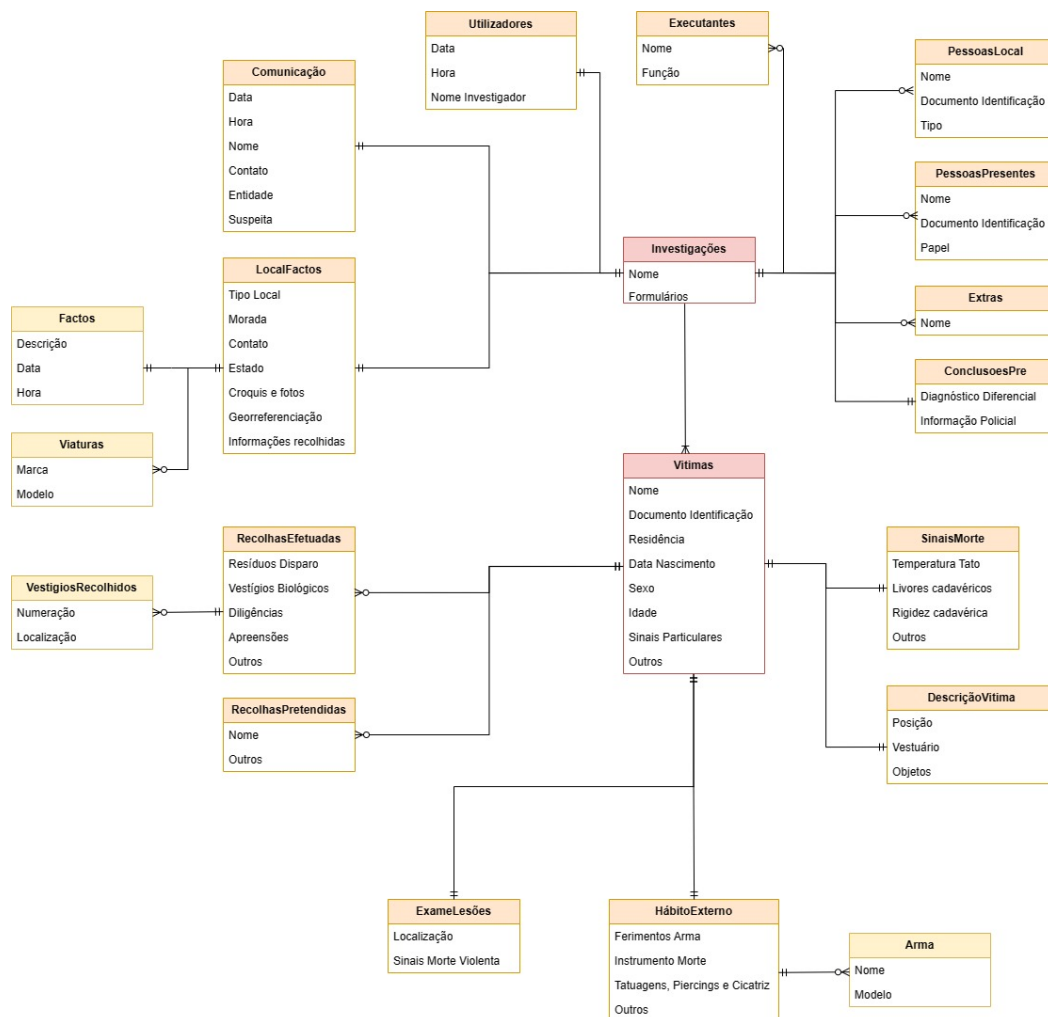 Utilizadores
Data
Hora
Nome Investigador
Executantes
Nome
Função
PessoasLocal
Nome
Documento Identificação
Tipo
Comunicação
Data
Hora
Nome
Contato
Entidade
Suspeita
PessoasPresentes
Nome
Documento Identificação
Papel
Investigações
Nome
Formulários
LocalFactos
Tipo Local
Morada
Contato
Estado
Croquis e fotos
Georreferenciação
Informações recolhidas
Extras
Nome
Factos
Descrição
Data
Hora
ConclusoesPre
Diagnóstico Diferencial
Informação Policial
Viaturas
Marca
Modelo
Vitimas
Nome
Documento Identificação
Residência
Data Nascimento
Sexo
Idade
Sinais Particulares
Outros
RecolhasEfetuadas
Resíduos Disparo
Vestígios Biológicos
Diligências
Apreensões
Outros
SinaisMorte
Temperatura Tato
Livores cadavéricos
Rigidez cadavérica
Outros
VestigiosRecolhidos
Numeração
Localização
RecolhasPretendidas
Nome
Outros
DescriçãoVitima
Posição
Vestuário
Objetos
ExameLesões
Localização
Sinais Morte Violenta
HábitoExterno
Ferimentos Arma
Instrumento Morte
Tatuagens, Piercings e Cicatriz
Outros
Arma
Nome
Modelo